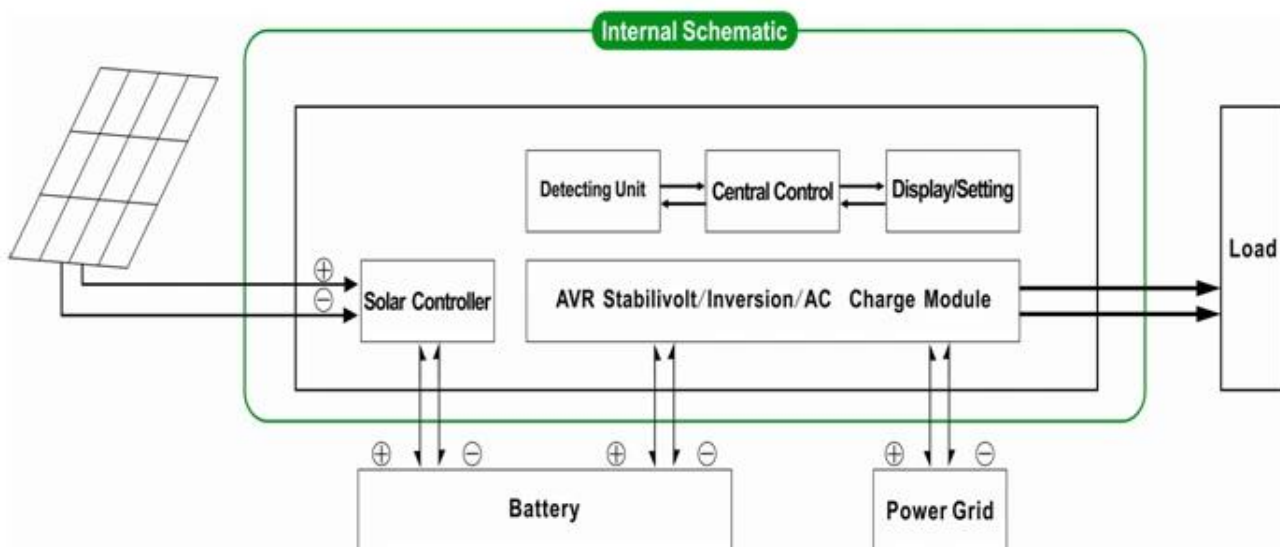 Internal Schematic
Detecting Unit
Central Control
Display/Setting
Load
⊕
⊖
Solar Controller
AVR Stabilivolt/Inversion/AC Charge Module
⊕ ⊖ ⊕ ⊖ ⊕ ⊖
Battery
Power Grid